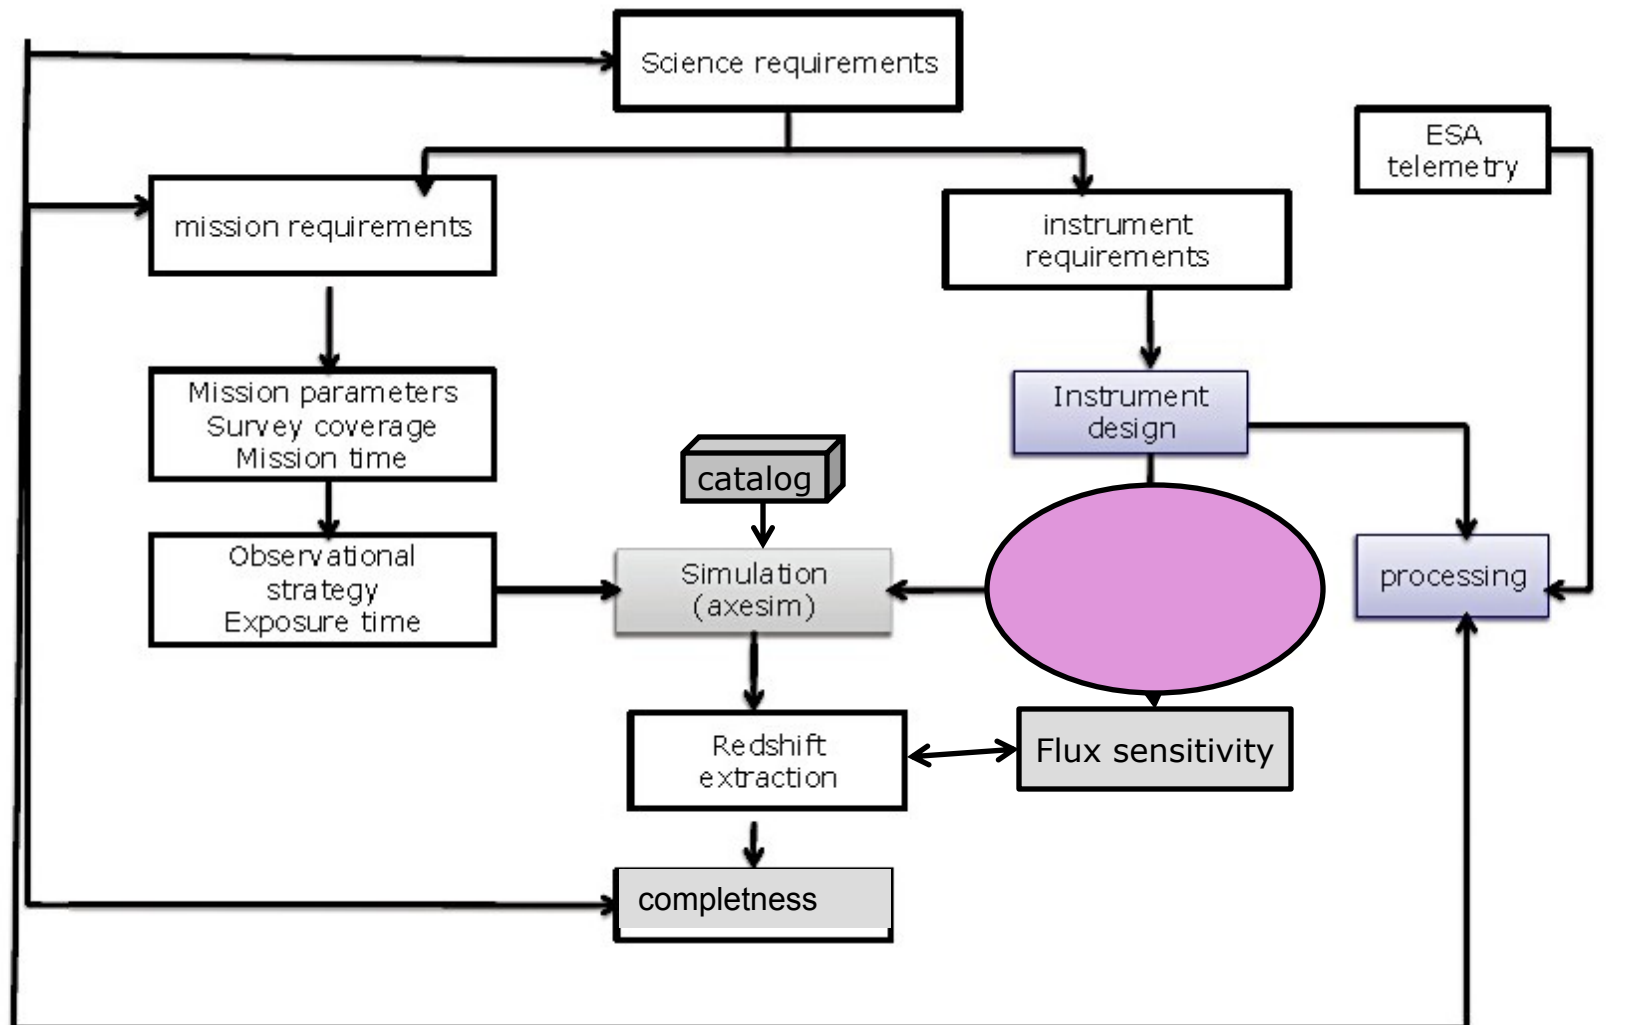 Science requirements
ESA
telemetry
mission requirements
instrument
requirements
Mission parameters
Survey coverage
Mission time
Instrument
design
catalog
Observational
strategy
Exposure time
Simulation
(axesim)
processing
Redshift
extraction
Flux sensitivity
completness